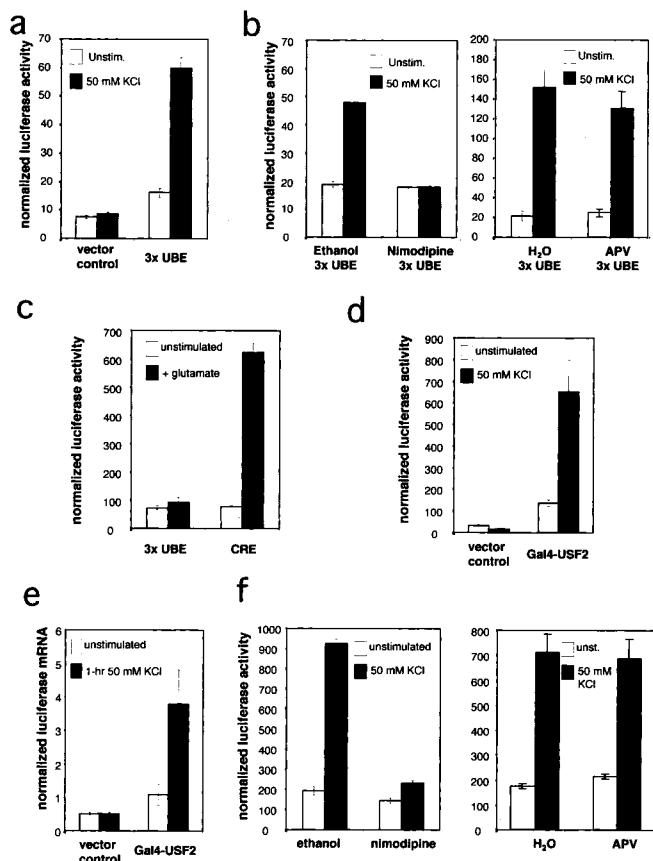 a
normalized luciferase activity
70
60
50
40
30
20
10
0
Unstim.
50 mM KCl
vector control
3x UBE
b
normalized luciferase activity
70
60
50
40
30
20
10
0
Unstim.
50 mM KCl
Ethanol 3x UBE
Nimodipine 3x UBE
160
140
120
100
80
60
40
20
0
Unstim.
50 mM KCl
H2O 3x UBE
APV 3x UBE
c
normalized luciferase activity
700
600
500
400
300
200
100
0
unstimulated
+ glutamate
3x UBE
CRE
d
normalized luciferase activity
900
800
700
600
500
400
300
200
100
0
unstimulated
50 mM KCl
vector control
Gal4-USF2
e
normalized luciferase mRNA
6
5
4
3
2
1
0
unstimulated
1-hr 50 mM KCl
vector control
Gal4-USF2
f
normalized luciferase activity
1000
900
800
700
600
500
400
300
200
100
0
unstimulated
50 mM KCl
ethanol
nimodipine
800
700
600
500
400
300
200
100
0
unst.
50 mM KCl
H2O
APV